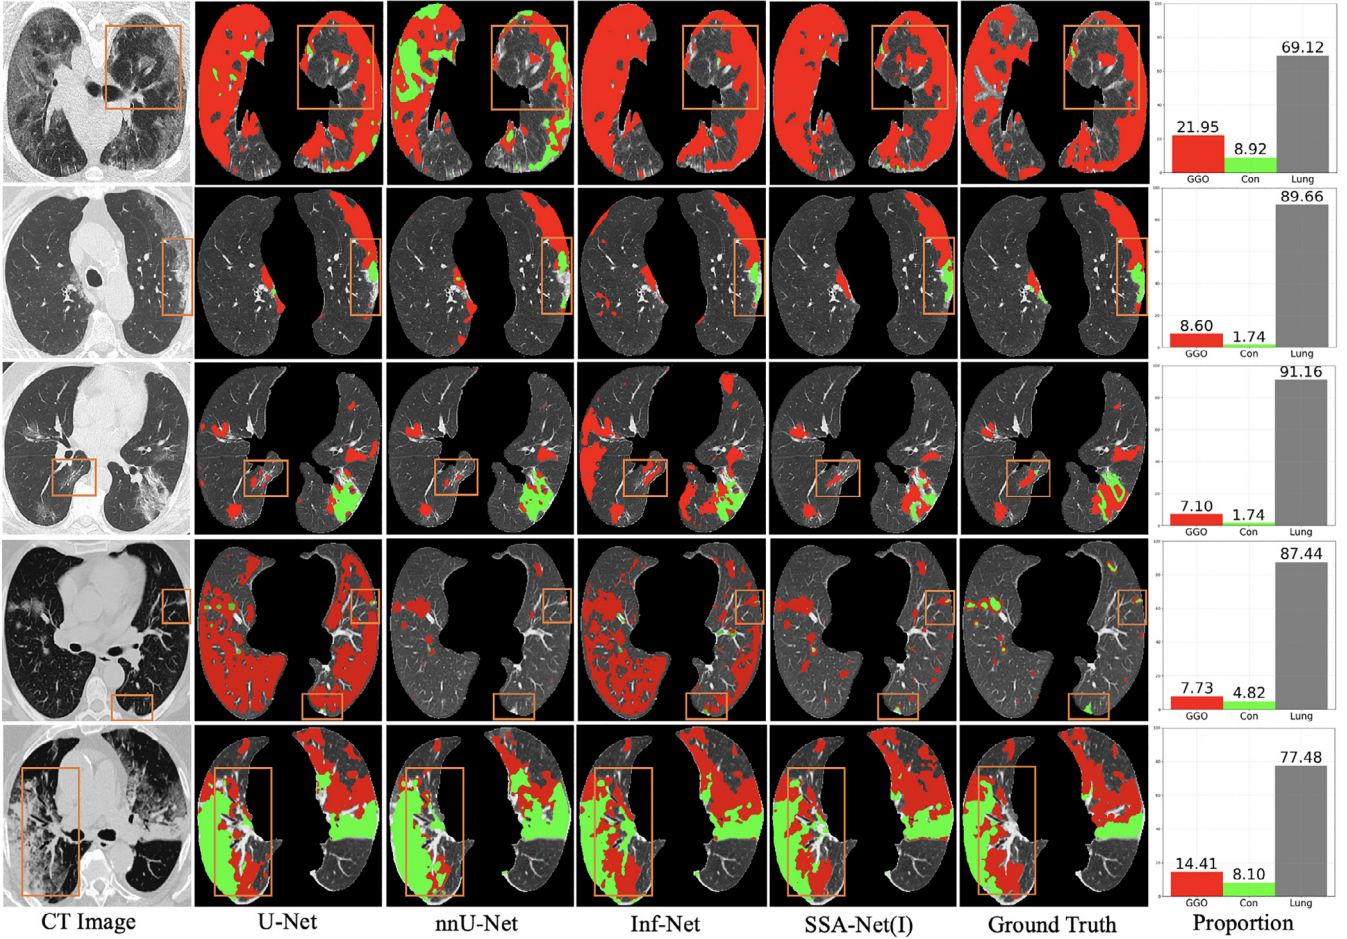 69.12
21.95
8.92
GGO Con Lung
89.66
8.60
1.74
GGO Con Lung
91.16
7.10
1.74
GGO Con Lung
87.44
7.73
4.82
GGO Con Lung
77.48
14.41
8.10
GGO Con Lung
CT Image U-Net nnU-Net Inf-Net SSA-Net(I) Ground Truth Proportion